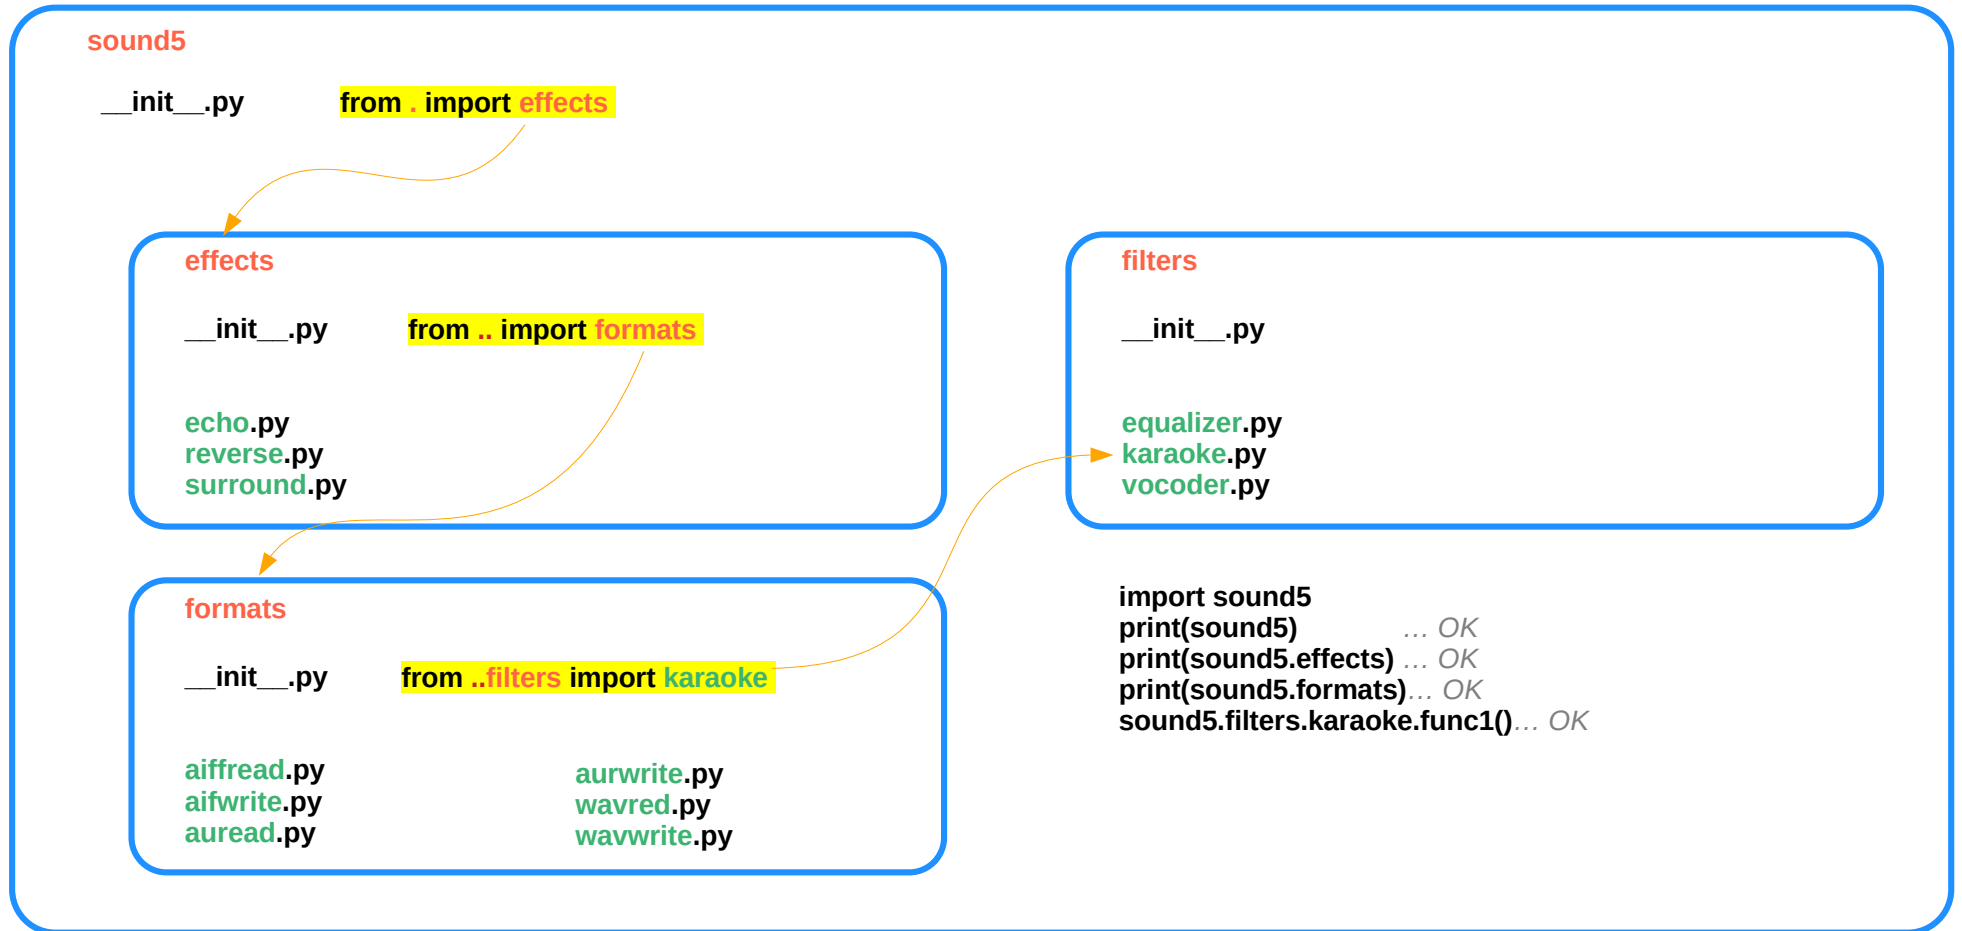 sound5
__init__.py from . import effects
effects
__init__.py from .. import formats
echo.py
reverse.py
surround.py
filters
__init__.py
equalizer.py
karaoke.py
vocoder.py
formats
__init__.py from ..filters import karaoke
aiffread.py
aifwrite.py
auread.py
aurwrite.py
wavred.py
wavwrite.py
import sound5
print(sound5) … OK
print(sound5.effects) … OK
print(sound5.formats)… OK
sound5.filters.karaoke.func1()… OK